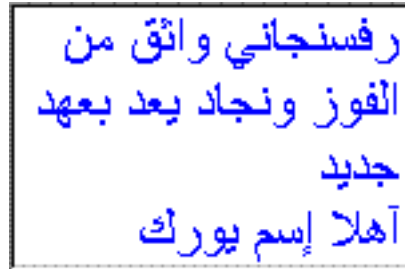 رفسنجاني واثق من
الفوز ونجاد يعد بعهد
جديد
آهلا إسم يورك